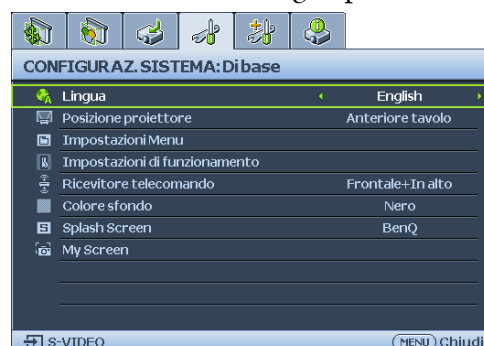 CONFIGURAZ. SISTEMA: Di base
Lingua English
Posizione proiettore Anteriore tavolo
Impostazioni Menu
Impostazioni di funzionamento
Ricevitore telecomando Frontale+In alto
Colore sfondo Nero
Splash Screen BenQ
My Screen
S-VIDEO MENU Chiudi